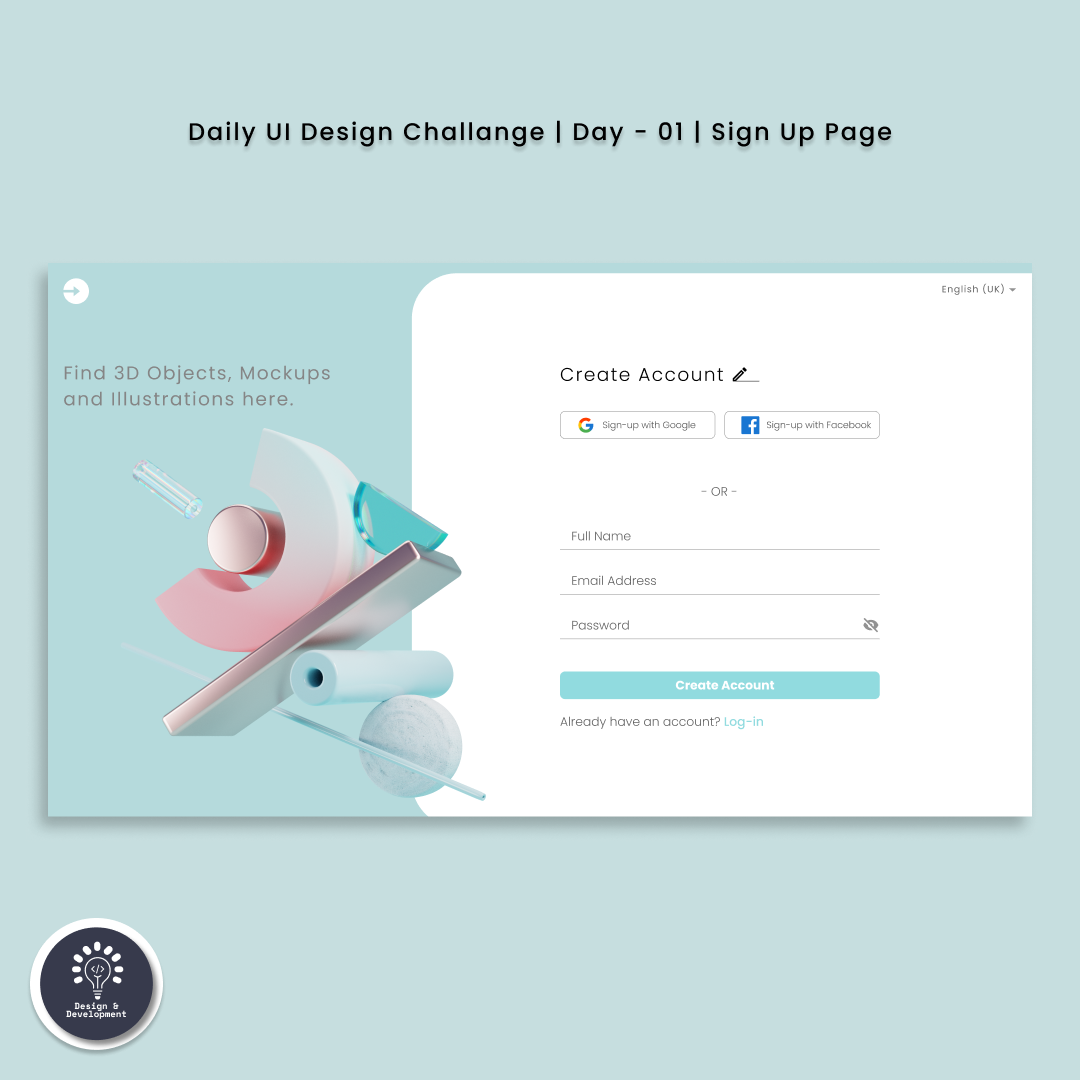 Daily UI Design Challange | Day - 01 | Sign Up Page
English (UK)
Find 3D Objects, Mockups
and Illustrations here.
Create Account
Sign-up with Google
Sign-up with Facebook
- OR -
Full Name
Email Address
Password
Create Account
Already have an account? Log-in
</>
Design &
Development